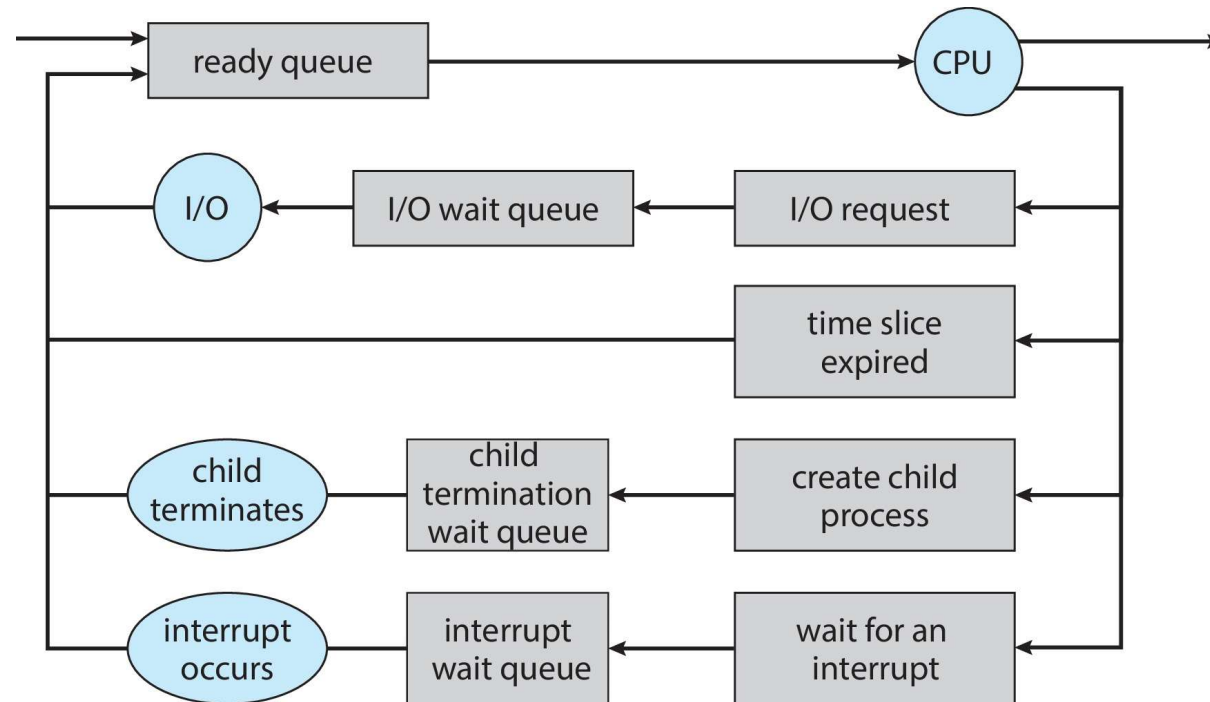 ready queue
CPU
I/O
I/O wait queue
I/O request
time slice
expired
child
terminates
child
termination
wait queue
create child
process
interrupt
occurs
interrupt
wait queue
wait for an
interrupt